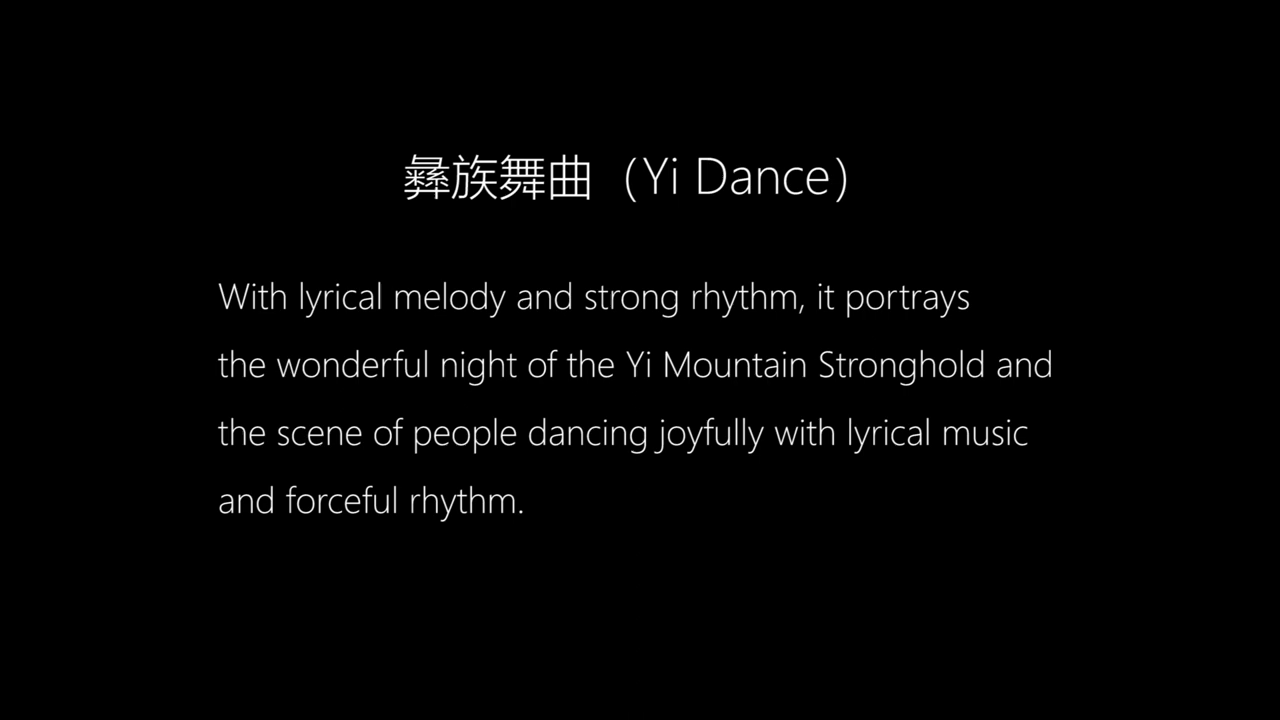 彝族舞曲（Yi Dance）
With lyrical melody and strong rhythm, it portrays
the wonderful night of the Yi Mountain Stronghold and
the scene of people dancing joyfully with lyrical music
and forceful rhythm.